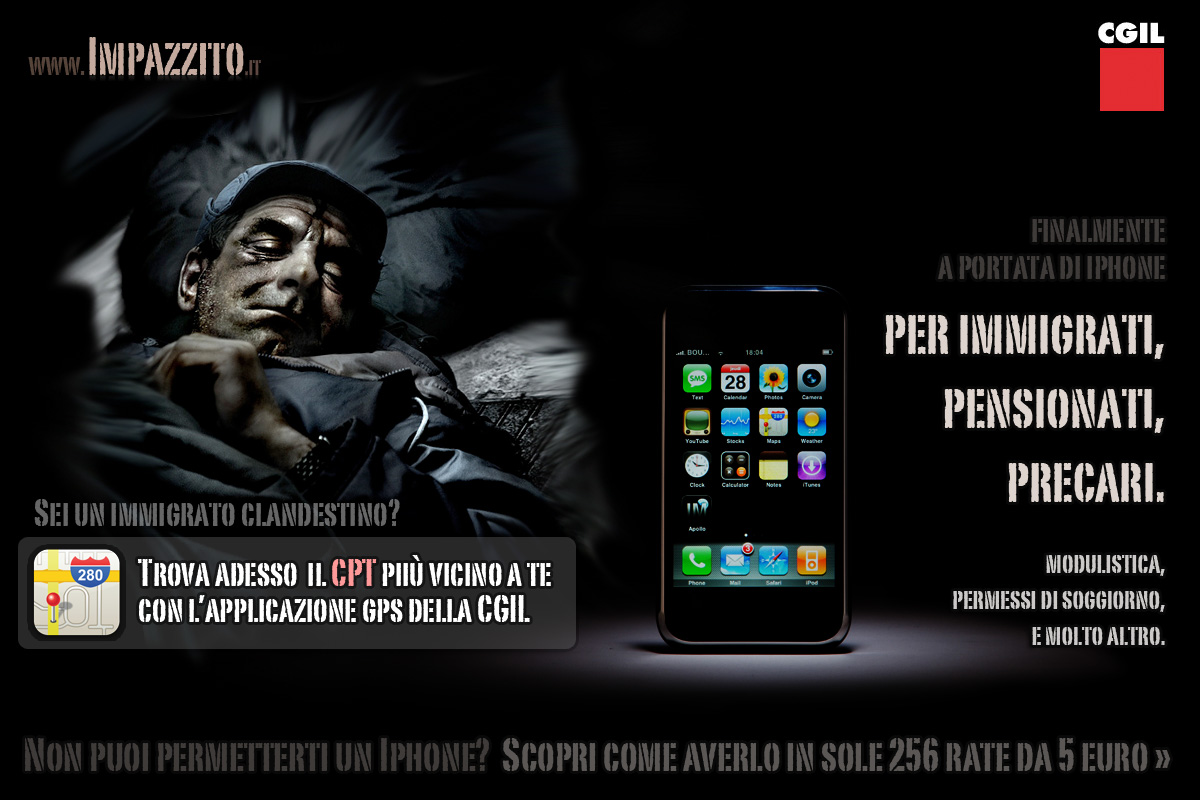 www.Impazzito.it
CGIL
Finalmente
a portata di iPhone
per immigrati,
pensionati,
precari.
modulistica,
permessi di soggiorno,
e molto altro.
Sei un immigrato clandestino?
280
Trova adesso il CPT più vicino a te
con l'applicazione gps della CGIL
BOU... 18:04
SMS 28 280 22°
Text Calendar Photos Camera
YouTube Stocks Maps Weather
Clock Calculator Notes iTunes
Apollo
3
Phone Mail Safari iPod
Non puoi permetterti un Iphone? Scopri come averlo in sole 256 rate da 5 euro »